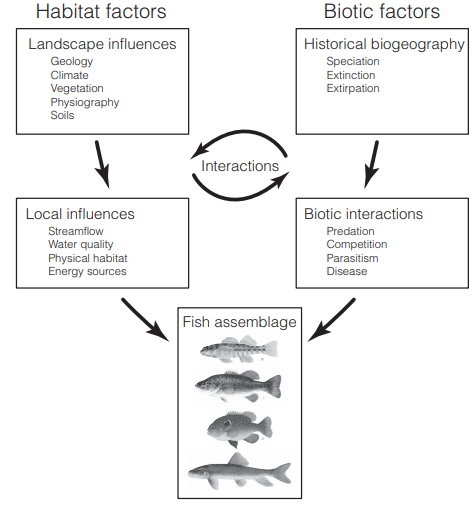 Habitat factors
Biotic factors
Landscape influences
Geology
Climate
Vegetation
Physiography
Soils
Historical biogeography
Speciation
Extinction
Extirpation
Interactions
Local influences
Streamflow
Water quality
Physical habitat
Energy sources
Biotic interactions
Predation
Competition
Parasitism
Disease
Fish assemblage